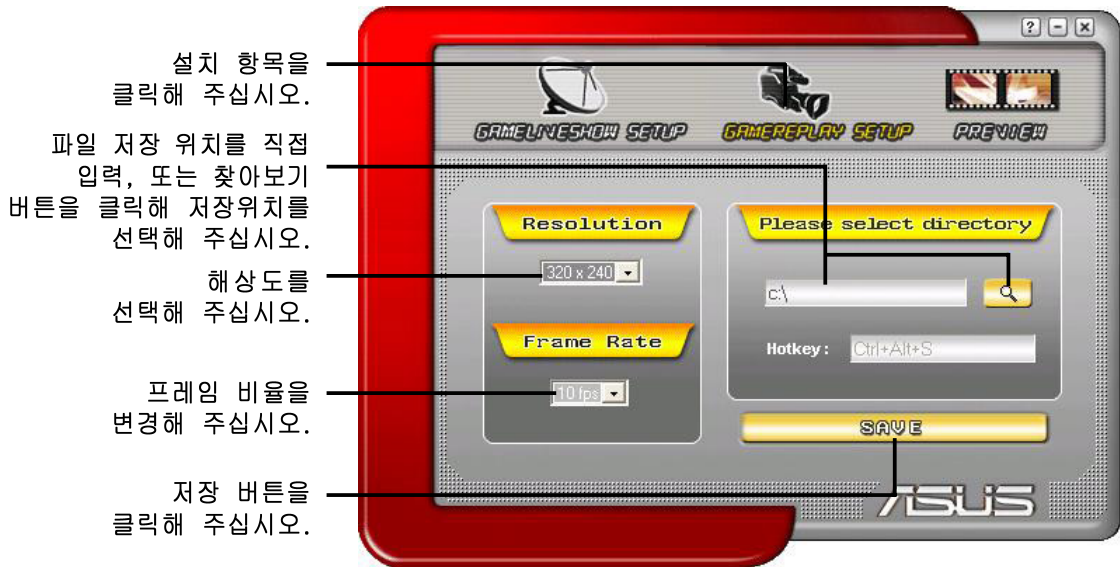 설치 항목을
클릭해 주십시오.
파일 저장 위치를 직접
입력, 또는 찾아보기
버튼을 클릭해 저장위치를
선택해 주십시오.
해상도를
선택해 주십시오.
프레임 비율을
변경해 주십시오.
저장 버튼을
클릭해 주십시오.
GAMELIVESHOW SETUP
GAMEREPLAY SETUP
PREVIEW
Resolution
320 x 240
Frame Rate
10 fps
Please select directory
c:\
Hotkey: Ctrl+Alt+S
SAVE
ASUS